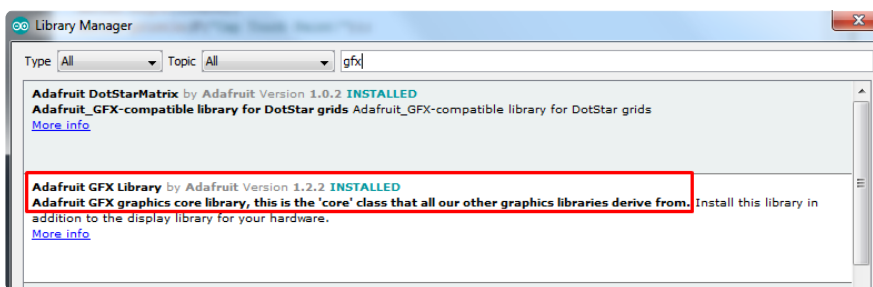 Library Manager
Type All Topic All gfx
Adafruit DotStarMatrix by Adafruit Version 1.0.2 INSTALLED
Adafruit_GFX-compatible library for DotStar grids Adafruit_GFX-compatible library for DotStar grids
More info
Adafruit GFX Library by Adafruit Version 1.2.2 INSTALLED
Adafruit GFX graphics core library, this is the 'core' class that all our other graphics libraries derive from. Install this library in
addition to the display library for your hardware.
More info